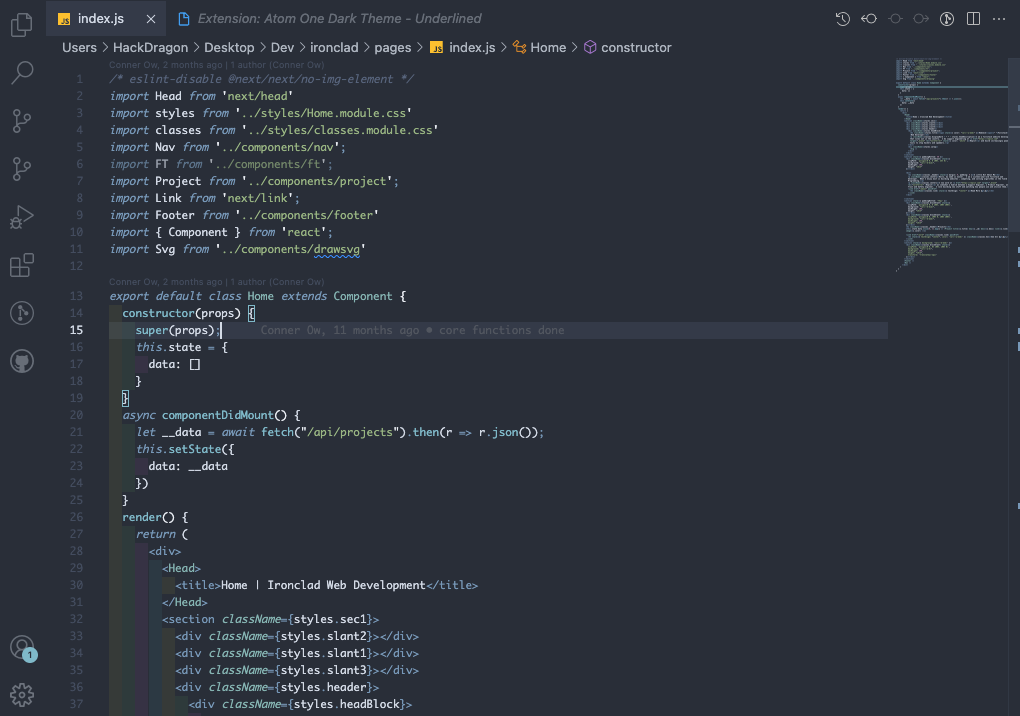 JS index.js × Extension: Atom One Dark Theme - Underlined
Users > HackDragon > Desktop > Dev > ironclad > pages > JS index.js > Home > constructor
Conner Ow, 2 months ago | 1 author (Conner Ow)
1 /* eslint-disable @next/next/no-img-element */
2 import Head from 'next/head'
3 import styles from '../styles/Home.module.css'
4 import classes from '../styles/classes.module.css'
5 import Nav from '../components/nav';
6 import FT from '../components/ft';
7 import Project from '../components/project';
8 import Link from 'next/link';
9 import Footer from '../components/footer'
10 import { Component } from 'react';
11 import Svg from '../components/drawsvg'
12
Conner Ow, 2 months ago | 1 author (Conner Ow)
13 export default class Home extends Component {
14 constructor(props) {
15 super(props); Conner Ow, 11 months ago • core functions done
16 this.state = {
17 data: []
18 }
19 }
20 async componentDidMount() {
21 let __data = await fetch("/api/projects").then(r => r.json());
22 this.setState({
23 data: __data
24 })
25 }
26 render() {
27 return (
28 <div>
29 <Head>
30 <title>Home | Ironclad Web Development</title>
31 </Head>
32 <section className={styles.sec1}>
33 <div className={styles.slant2}></div>
34 <div className={styles.slant1}></div>
35 <div className={styles.slant3}></div>
36 <div className={styles.header}>
37 <div className={styles.headBlock}>
1